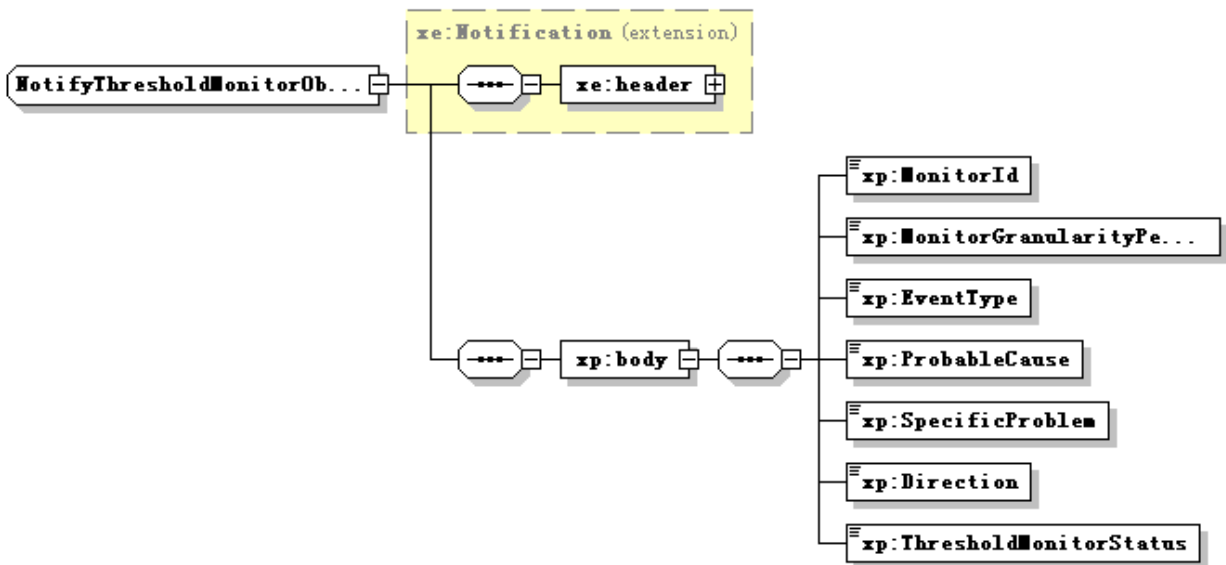 xe:Notification (extension)
NotifyThresholdMonitorOb...
xe:header
xp:MonitorId
xp:MonitorGranularityPe...
xp:EventType
xp:body
xp:ProbableCause
xp:SpecificProblem
xp:Direction
xp:ThresholdMonitorStatus